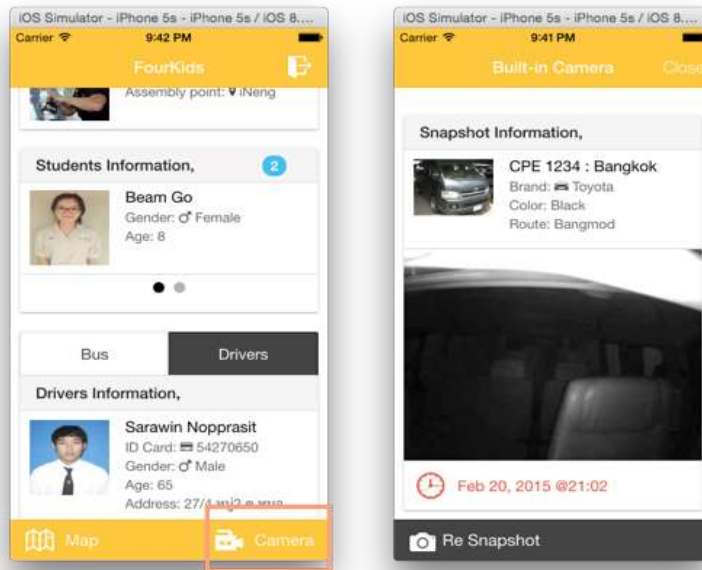 iOS Simulator - iPhone 5s - iPhone 5s / iOS 8....
Carrier 9:42 PM
FourKids
Assembly point: iNeng
Students Information, 2
Beam Go
Gender: ♂ Female
Age: 8
Bus Drivers
Drivers Information,
Sarawin Nopprasit
ID Card: 54270650
Gender: ♂ Male
Age: 65
Address: 27/4
Map Camera
iOS Simulator - iPhone 5s - iPhone 5s / iOS 8....
Carrier 9:41 PM
Built-in Camera Close
Snapshot Information,
CPE 1234 : Bangkok
Brand: Toyota
Color: Black
Route: Bangmod
Feb 20, 2015 @21:02
Re Snapshot